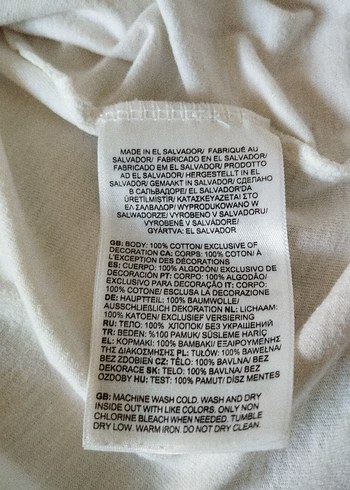 MADE IN EL SALVADOR/ FABRIQUE AU
SALVADOR/ FABRICADO EN EL SALVADOR/
FABRICADO EM EL SALVADOR/ PRODOTTO
AD EL SALVADOR/ HERGESTELLT IN EL
SALVADOR/ GEMAAKT IN SALVADOR/ СДЕЛАНО
В САЛЬВАДОРЕ/ EL SALVADOR'DA
ÜRETİLMİŞTİR/ ΚΑΤΑΣΚΕΥΑΖΕΤΑΙ ΣΤΟ
ΕΛ ΣΑΛΒΑΔΟΡ/ WYPRODUKOWANO W
SALWADORZE/ VYROBENO V SALVADORU/
VYROBENÉ V SALVÁDORE/
GYÁRTVA: EL SALVADOR
GB: BODY: 100% COTTON/ EXCLUSIVE OF
DECORATION CA: CORPS: 100% COTON/ À
L'EXCEPTION DES DÉCORATIONS
ES: CUERPO: 100% ALGODÓN/ EXCLUSIVO DE
DECORACIÓN PT: CORPO: 100% ALGODÃO/
EXCLUSIVO PARA DECORAÇÃO IT: CORPO:
100% COTONE/ ESCLUSA LA DECORAZIONE
DE: HAUPTTEIL: 100% BAUMWOLLE/
AUSSCHLIEßLICH DEKORATION NL: LICHAAM:
100% KATOEN/ EXCLUSIEF VERSIERING
RU: ТЕЛО: 100% ХЛОПОК/ БЕЗ УКРАШЕНИЙ
TR: BEDEN: %100 PAMUK/ SÜSLEME HARİÇ
EL: ΚΟΡΜΑΚΙ: 100% ΒΑΜΒΑΚΙ/ ΕΞΑΙΡΟΥΜΕΝΗΣ
ΤΗΣ ΔΙΑΚΟΣΜΗΣΗΣ PL: TUŁÓW: 100% BAWEŁNA/
BEZ ZDOBIEŃ CZ: TĚLO: 100% BAVLNA/ BEZ
DEKORACE SK: TELO: 100% BAVLNA/ BEZ
OZDOBY HU: TEST: 100% PAMUT/ DÍSZ MENTES
GB: MACHINE WASH COLD. WASH AND DRY
INSIDE OUT WITH LIKE COLORS. ONLY NON
CHLORINE BLEACH WHEN NEEDED. TUMBLE
DRY LOW. WARM IRON. DO NOT DRY CLEAN.